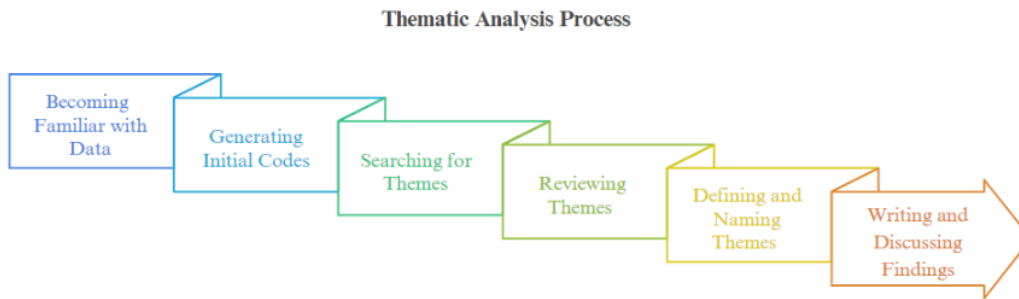 Thematic Analysis Process
Becoming
Familiar with
Data
Generating
Initial Codes
Searching for
Themes
Reviewing
Themes
Defining and
Naming
Themes
Writing and
Discussing
Findings